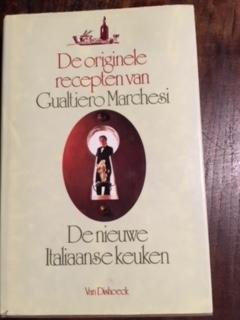 De originele
recepten van
Gualtiero Marchesi
De nieuwe
Italiaanse keuken
Van Dishoeck